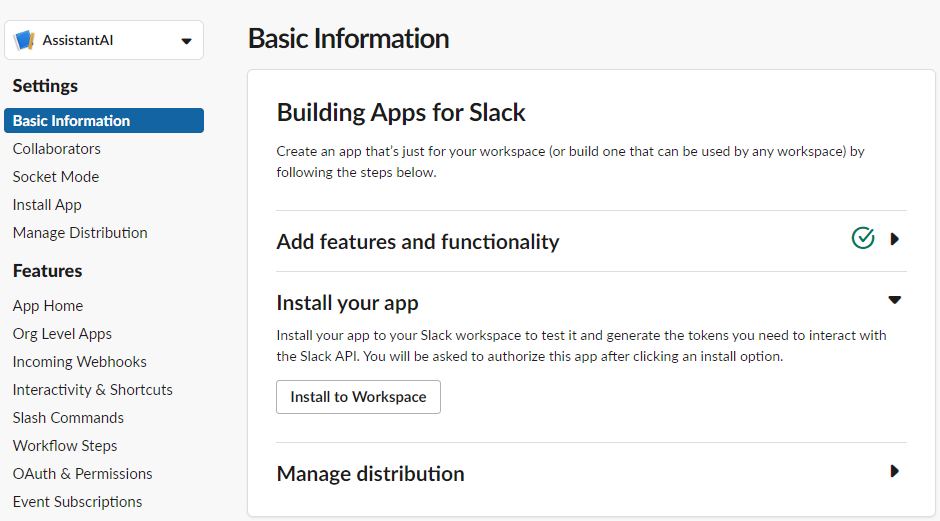 AssistantAI
Settings
Basic Information
Collaborators
Socket Mode
Install App
Manage Distribution
Features
App Home
Org Level Apps
Incoming Webhooks
Interactivity & Shortcuts
Slash Commands
Workflow Steps
OAuth & Permissions
Event Subscriptions
Basic Information
Building Apps for Slack
Create an app that's just for your workspace (or build one that can be used by any workspace) by
following the steps below.
Add features and functionality
Install your app
Install your app to your Slack workspace to test it and generate the tokens you need to interact with
the Slack API. You will be asked to authorize this app after clicking an install option.
Install to Workspace
Manage distribution